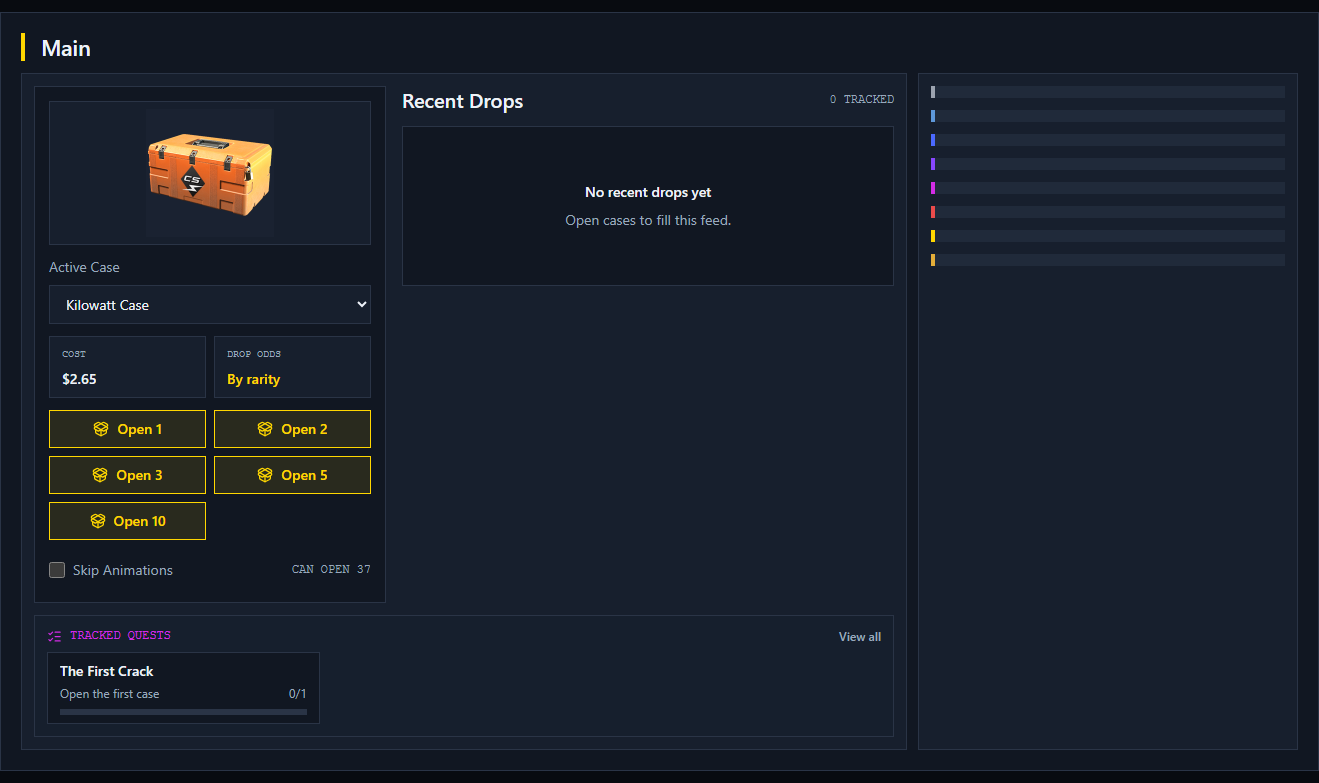 Main
CS
Active Case
Kilowatt Case
COST
$2.65
DROP ODDS
By rarity
Open 1
Open 2
Open 3
Open 5
Open 10
Skip Animations
CAN OPEN 37
Recent Drops
0 TRACKED
No recent drops yet
Open cases to fill this feed.
TRACKED QUESTS
View all
The First Crack
Open the first case
0/1